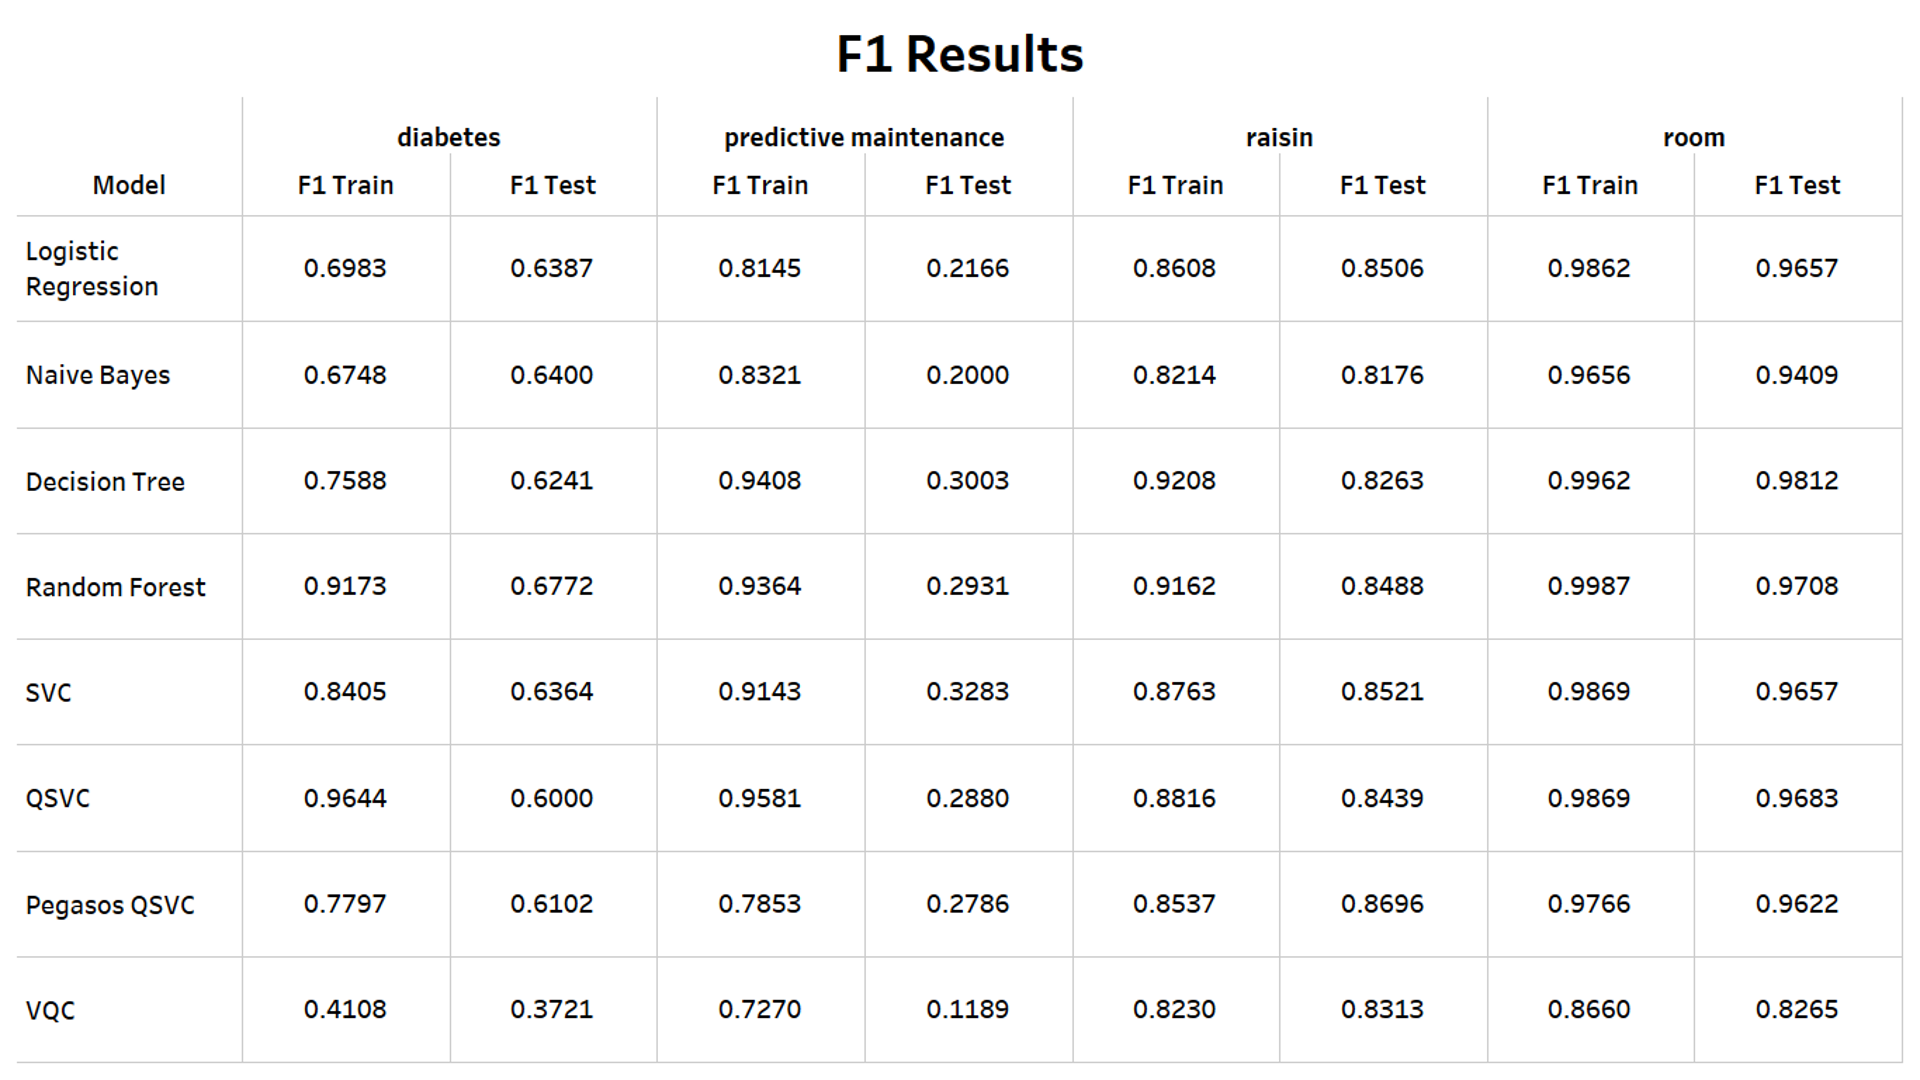 F1 Results
diabetes predictive maintenance raisin room
Model F1 Train F1 Test F1 Train F1 Test F1 Train F1 Test F1 Train F1 Test
Logistic
Regression 0.6983 0.6387 0.8145 0.2166 0.8608 0.8506 0.9862 0.9657
Naive Bayes 0.6748 0.6400 0.8321 0.2000 0.8214 0.8176 0.9656 0.9409
Decision Tree 0.7588 0.6241 0.9408 0.3003 0.9208 0.8263 0.9962 0.9812
Random Forest 0.9173 0.6772 0.9364 0.2931 0.9162 0.8488 0.9987 0.9708
SVC 0.8405 0.6364 0.9143 0.3283 0.8763 0.8521 0.9869 0.9657
QSVC 0.9644 0.6000 0.9581 0.2880 0.8816 0.8439 0.9869 0.9683
Pegasos QSVC 0.7797 0.6102 0.7853 0.2786 0.8537 0.8696 0.9766 0.9622
VQC 0.4108 0.3721 0.7270 0.1189 0.8230 0.8313 0.8660 0.8265